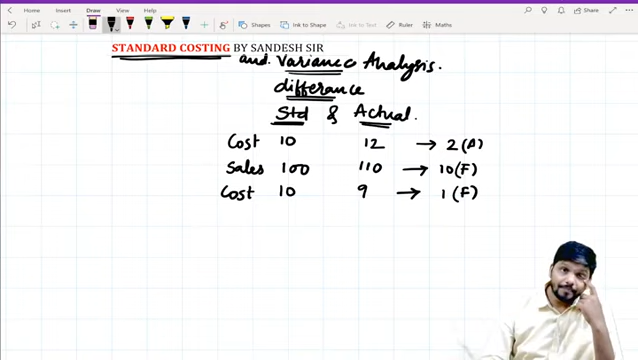 Home Insert Draw View Help
Share
Shapes Ink to Shape Ink to Text Ruler Maths
STANDARD COSTING BY SANDESH SIR
and Variance Analysis.
differance
Std & Actual.
Cost 10 12 → 2 (A)
Sales 100 110 → 10 (F)
Cost 10 9 → 1 (F)